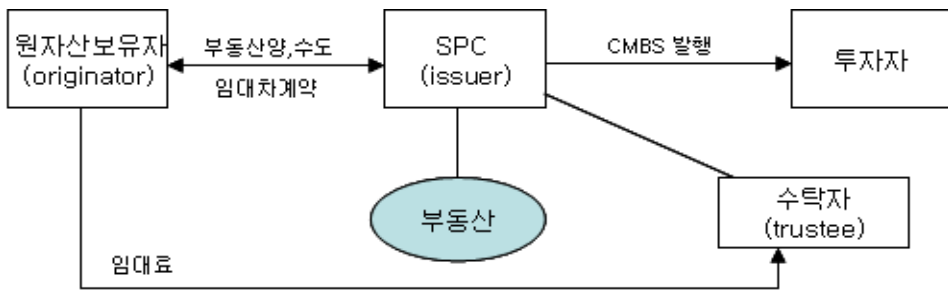 원자산보유자
(originator)
부동산양,수도
임대차계약
SPC
(issuer)
CMBS 발행
투자자
부동산
수탁자
(trustee)
임대료